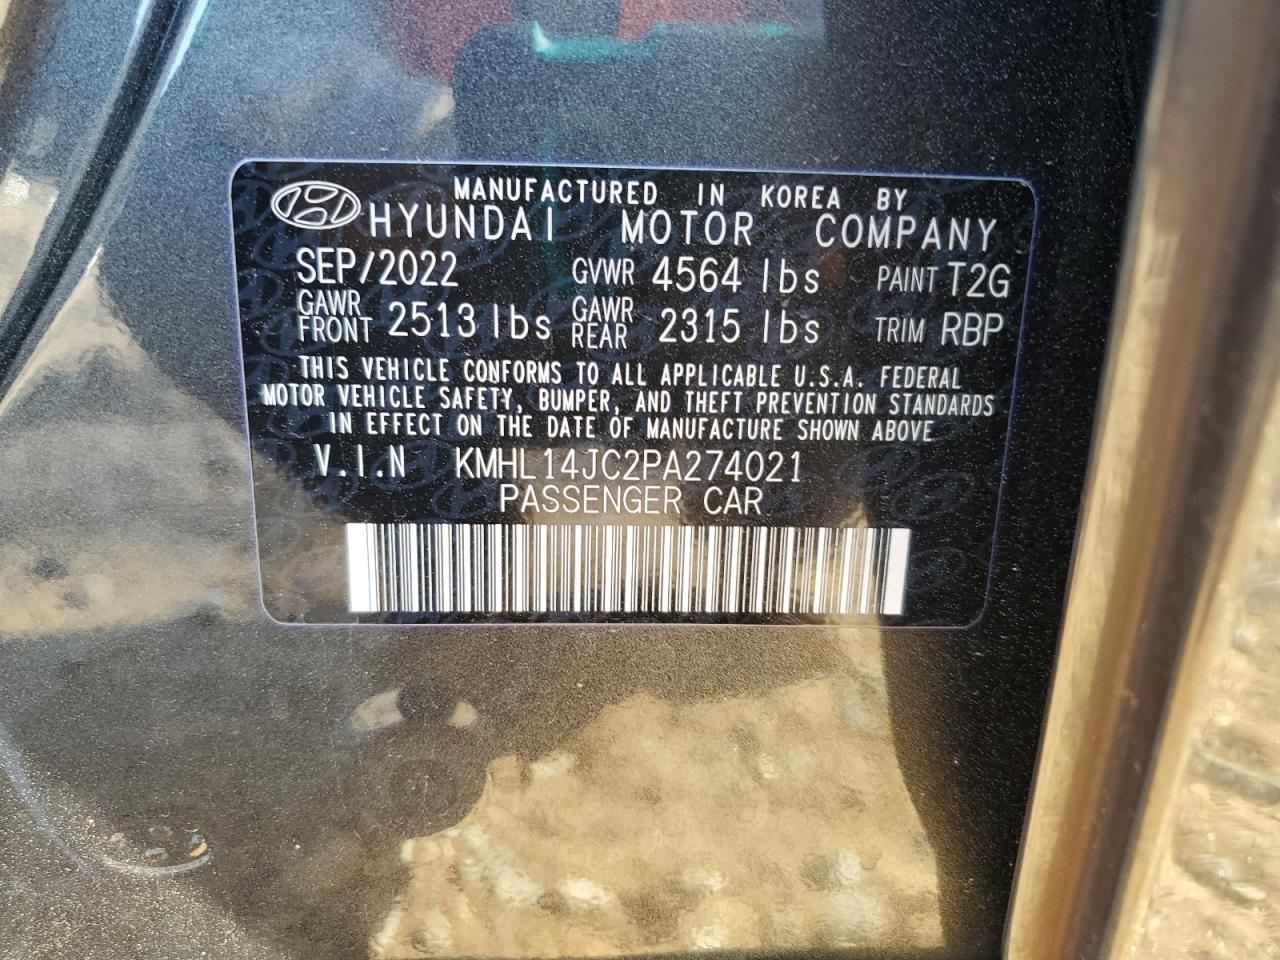 MANUFACTURED IN KOREA BY
HYUNDAI MOTOR COMPANY
SEP/2022 GVWR 4564 lbs PAINT T2G
GAWR FRONT 2513 lbs GAWR REAR 2315 lbs TRIM RBP
THIS VEHICLE CONFORMS TO ALL APPLICABLE U.S.A. FEDERAL
MOTOR VEHICLE SAFETY, BUMPER, AND THEFT PREVENTION STANDARDS
IN EFFECT ON THE DATE OF MANUFACTURE SHOWN ABOVE
V.I.N KMHL14JC2PA274021
PASSENGER CAR